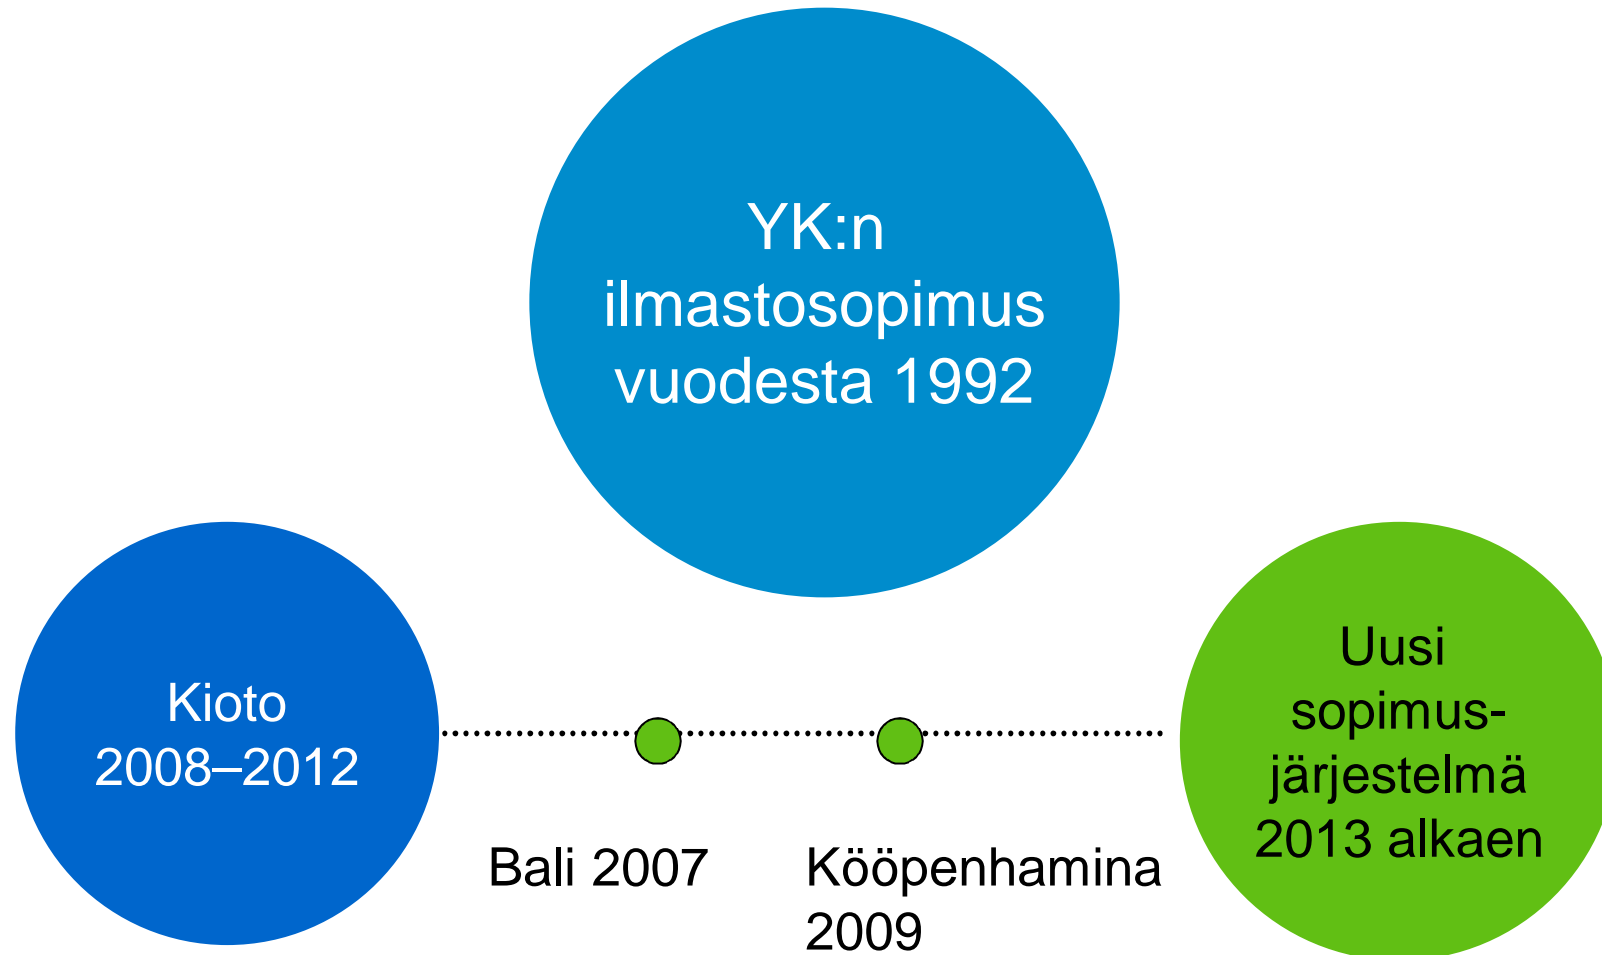 YK:n
ilmastosopimus
vuodesta 1992
Kioto
2008–2012
Bali 2007
Kööpenhamina
2009
Uusi
sopimus-
järjestelmä
2013 alkaen